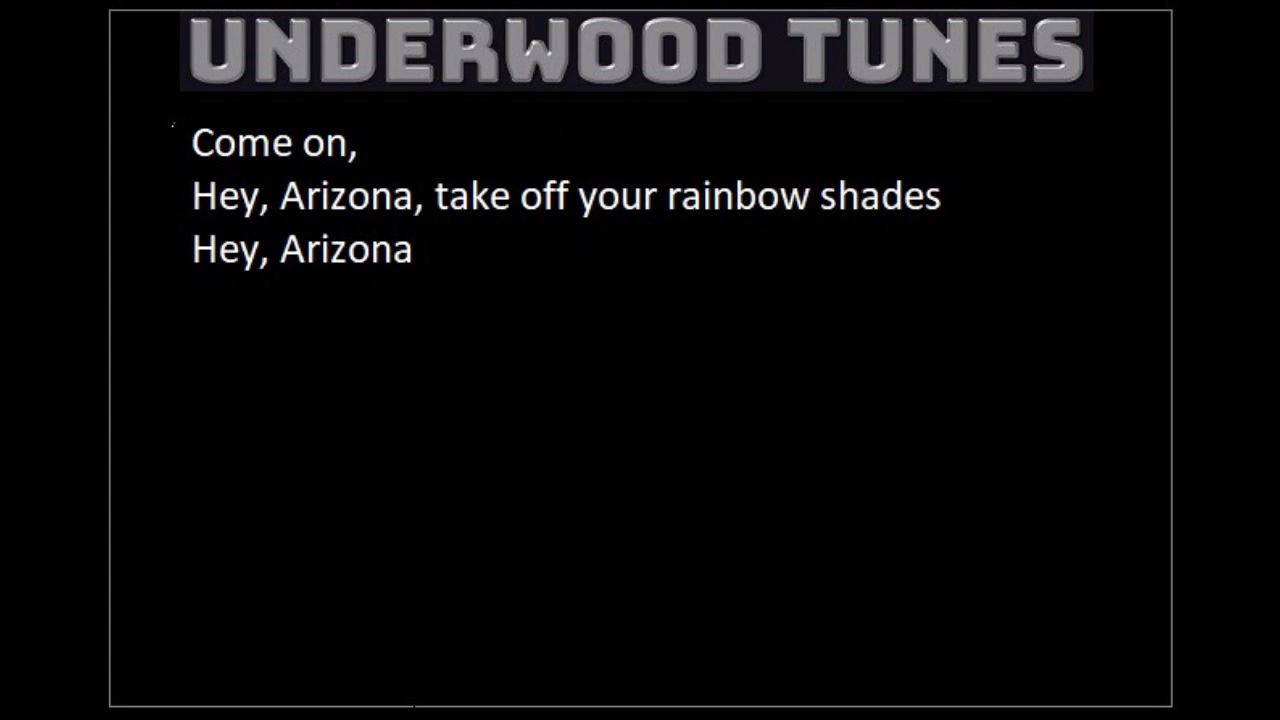 UNDERWOOD TUNES
Come on,
Hey, Arizona, take off your rainbow shades
Hey, Arizona